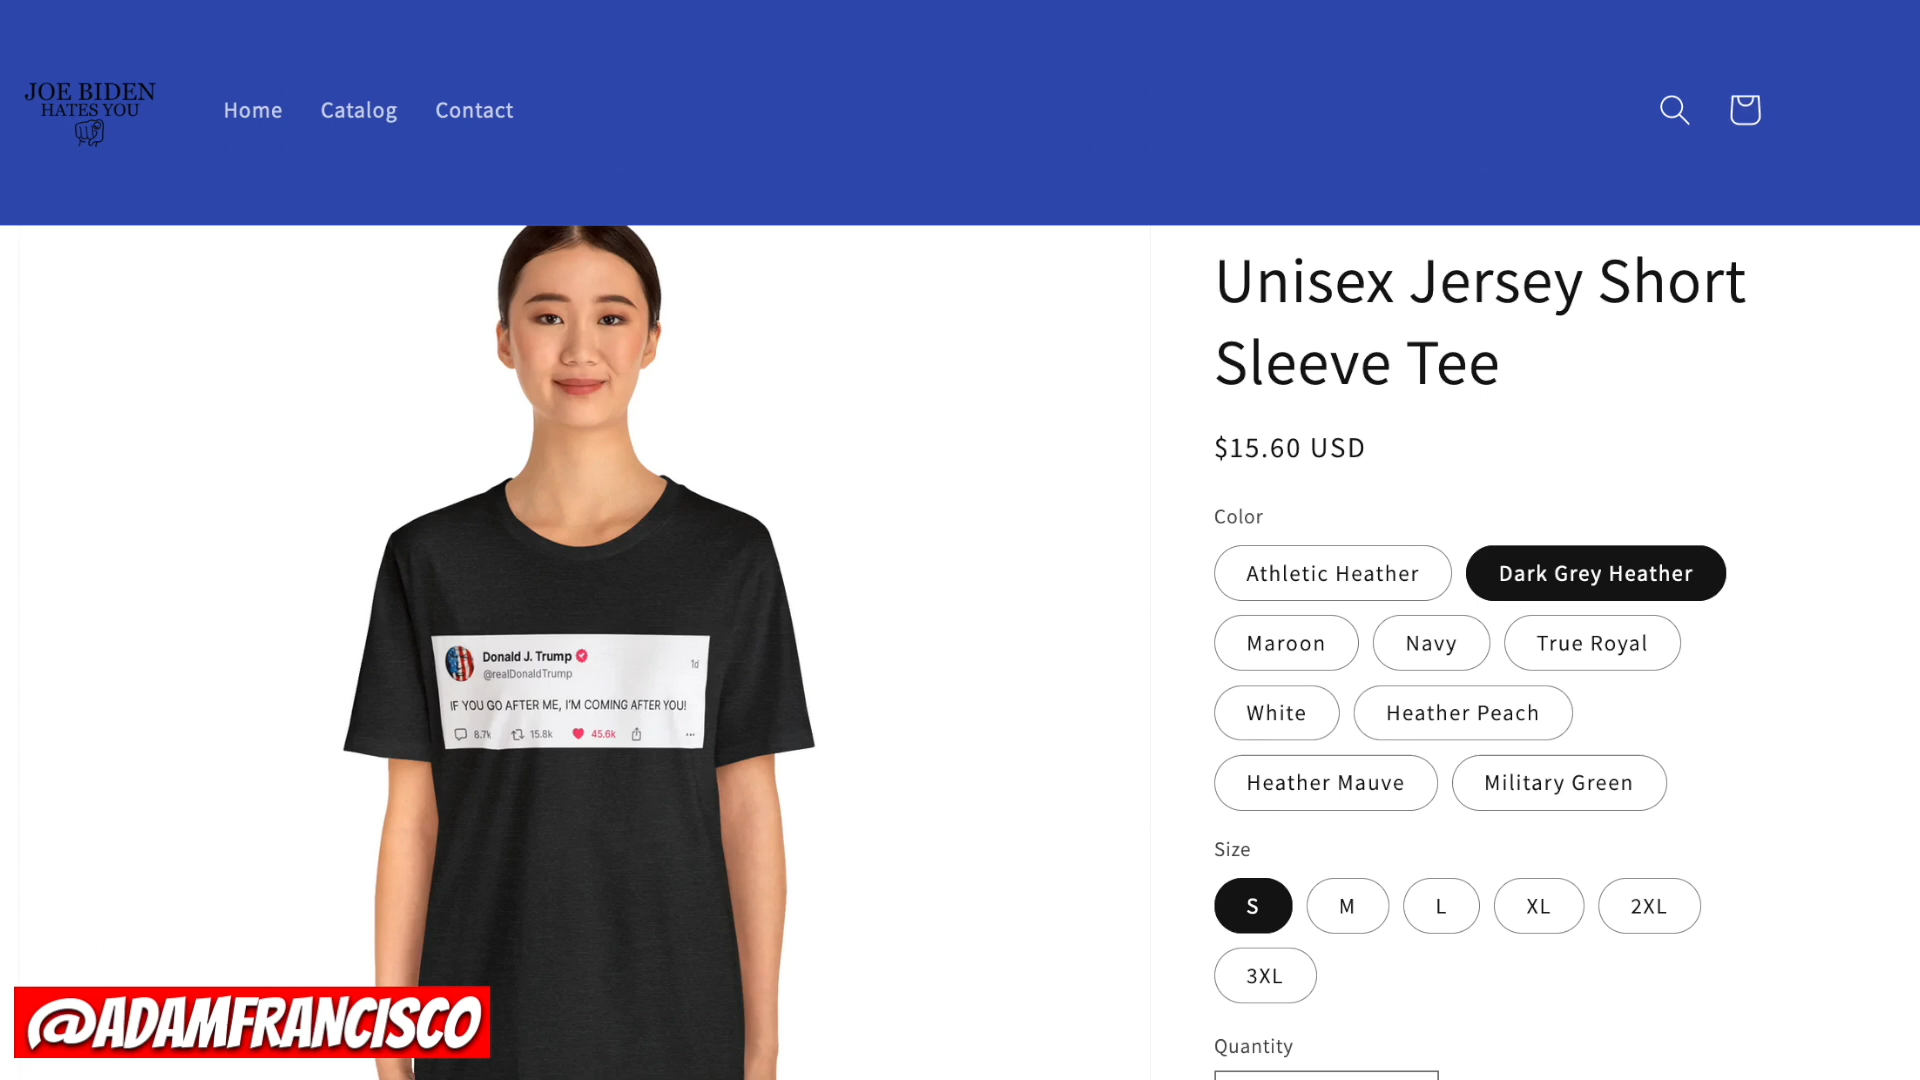 JOE BIDEN
HATES YOU
Home
Catalog
Contact
Unisex Jersey Short
Sleeve Tee
$15.60 USD
Color
Athletic Heather
Dark Grey Heather
Maroon
Navy
True Royal
White
Heather Peach
Heather Mauve
Military Green
Size
S
M
L
XL
2XL
3XL
Quantity
Donald J. Trump
1d
@realDonaldTrump
IF YOU GO AFTER ME, I'M COMING AFTER YOU!
8.7k
15.8k
45.6k
@ADAMFRANCISCO